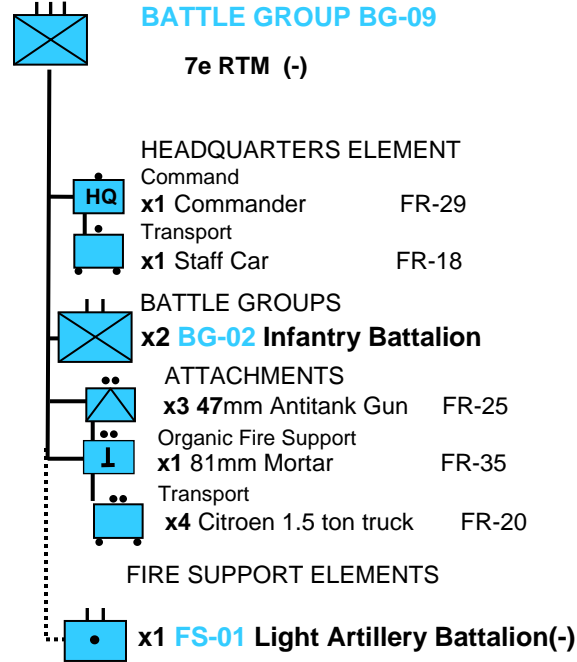 BATTLE GROUP BG-09
7e RTM (-)
HEADQUARTERS ELEMENT
Command
HQ
x1 Commander FR-29
Transport
x1 Staff Car FR-18
BATTLE GROUPS
x2 BG-02 Infantry Battalion
ATTACHMENTS
x3 47mm Antitank Gun FR-25
Organic Fire Support
x1 81mm Mortar FR-35
Transport
x4 Citroen 1.5 ton truck FR-20
FIRE SUPPORT ELEMENTS
x1 FS-01 Light Artillery Battalion(-)